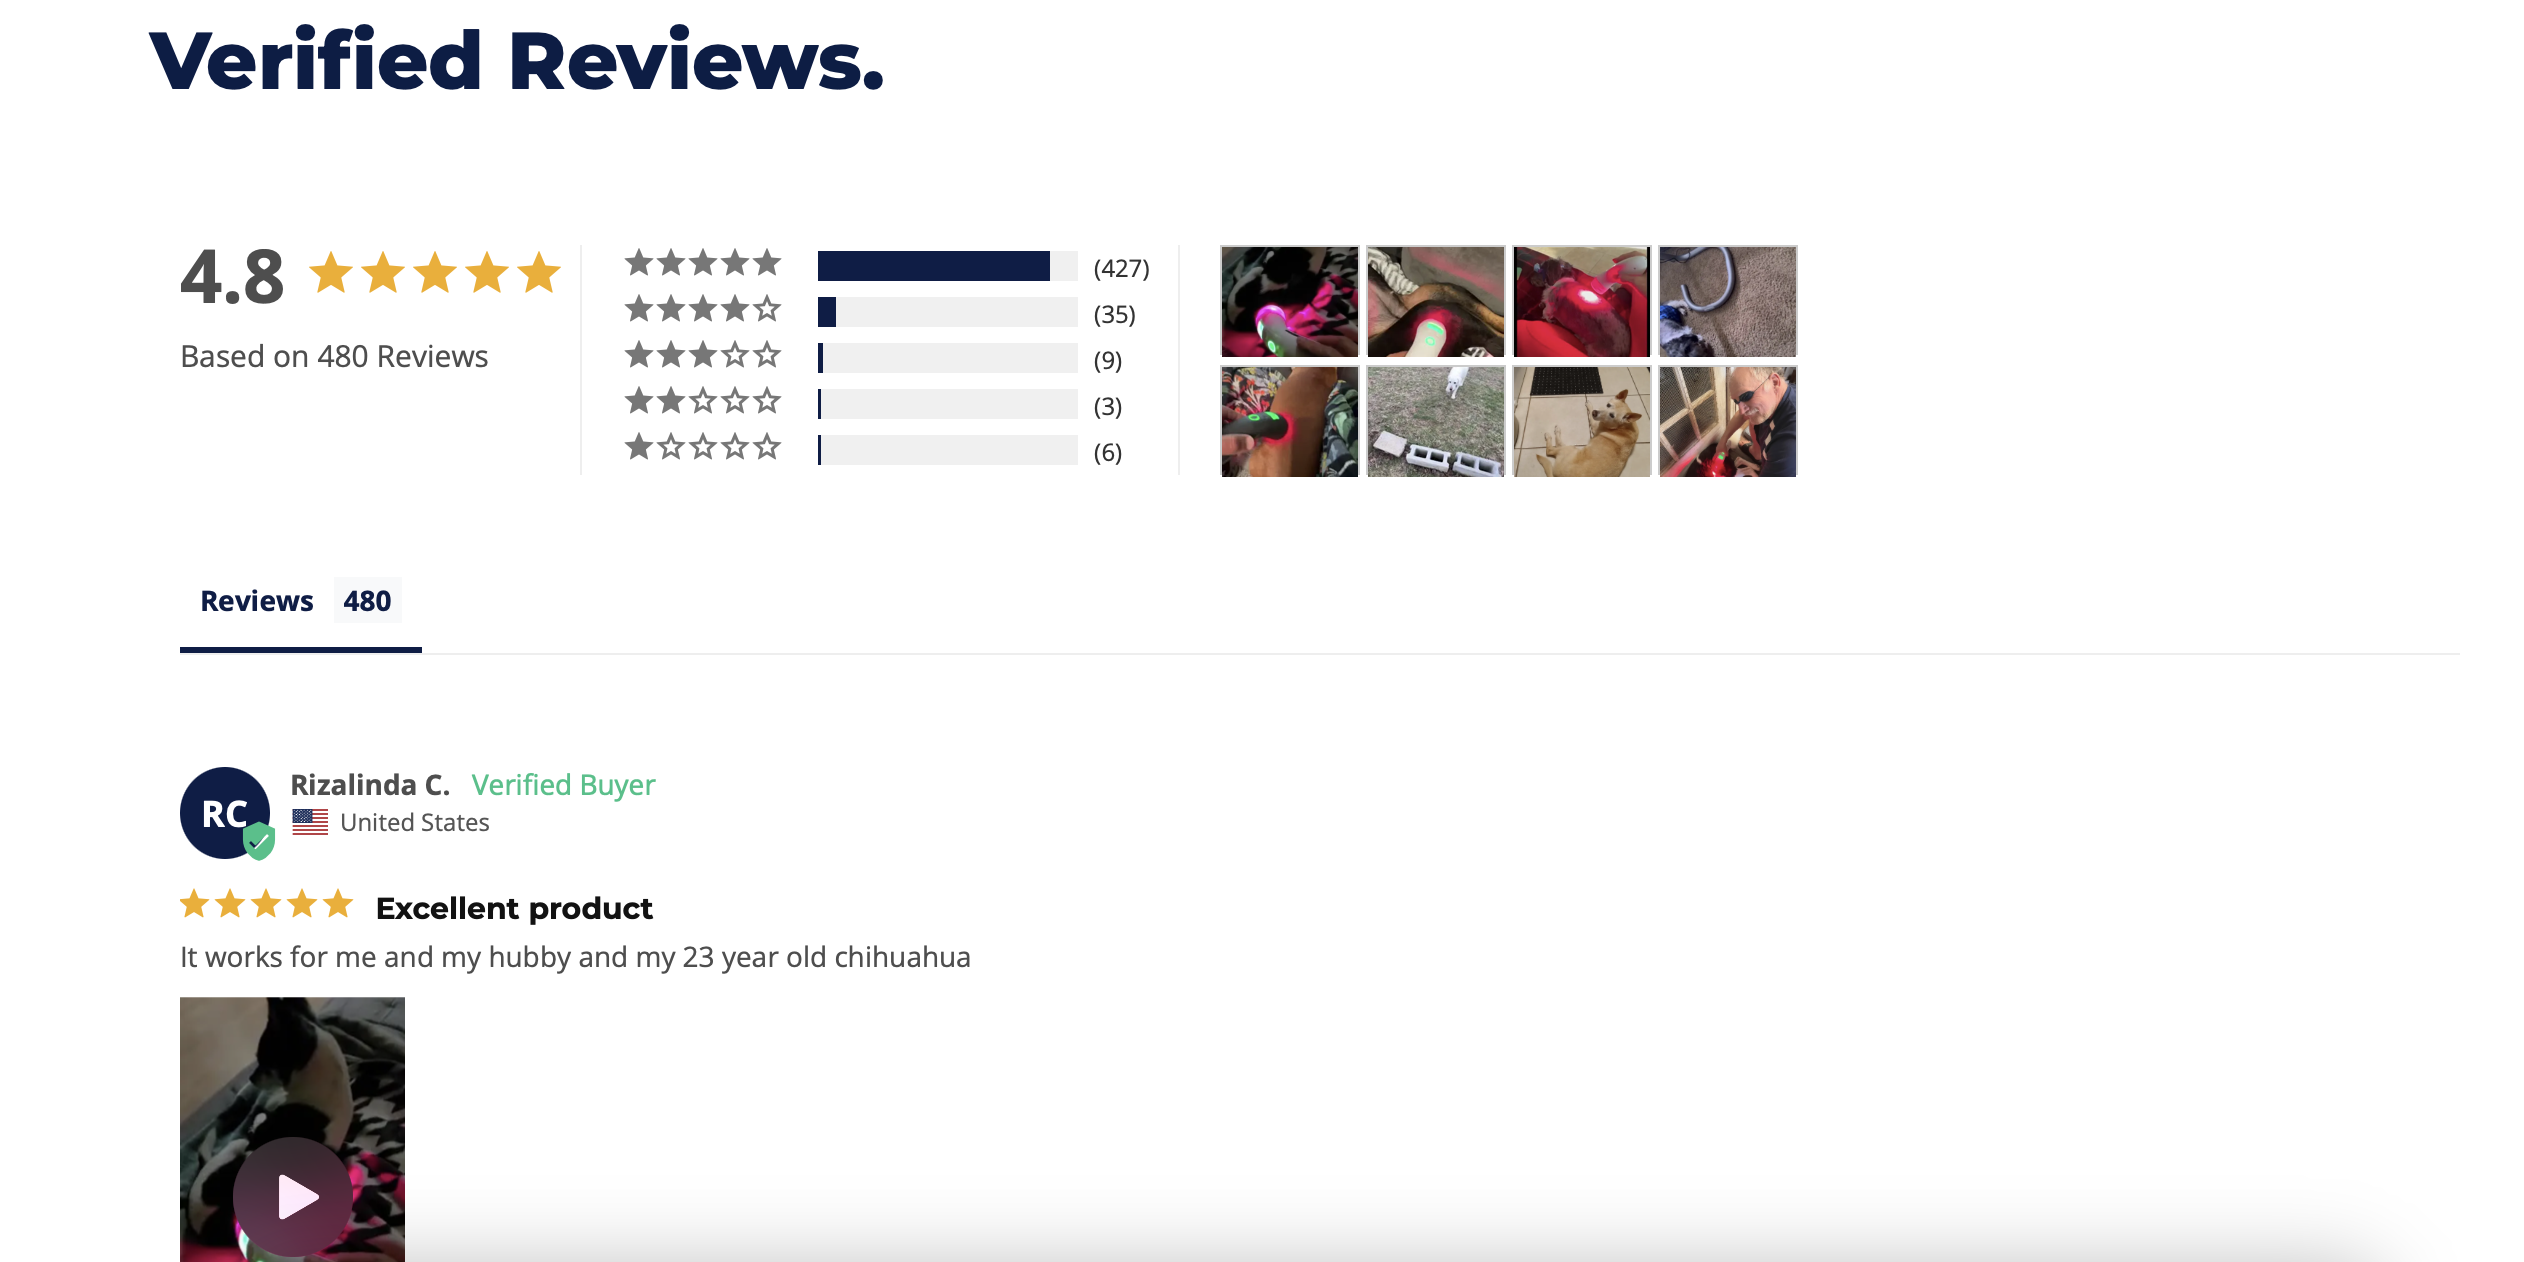 Verified Reviews.
4.8
Based on 480 Reviews
(427)
(35)
(9)
(3)
(6)
Reviews 480
RC
Rizalinda C. Verified Buyer
United States
Excellent product
It works for me and my hubby and my 23 year old chihuahua